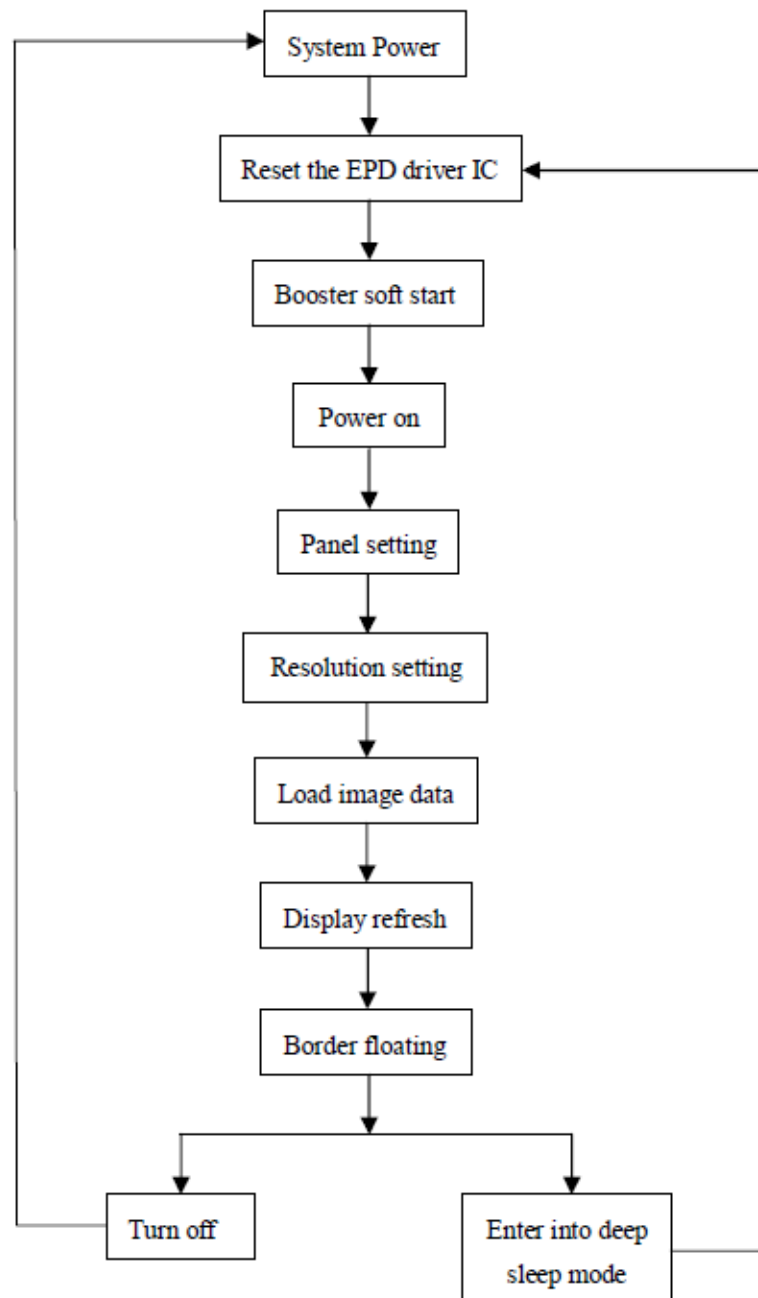 System Power
Reset the EPD driver IC
Booster soft start
Power on
Panel setting
Resolution setting
Load image data
Display refresh
Border floating
Turn off
Enter into deep
sleep mode